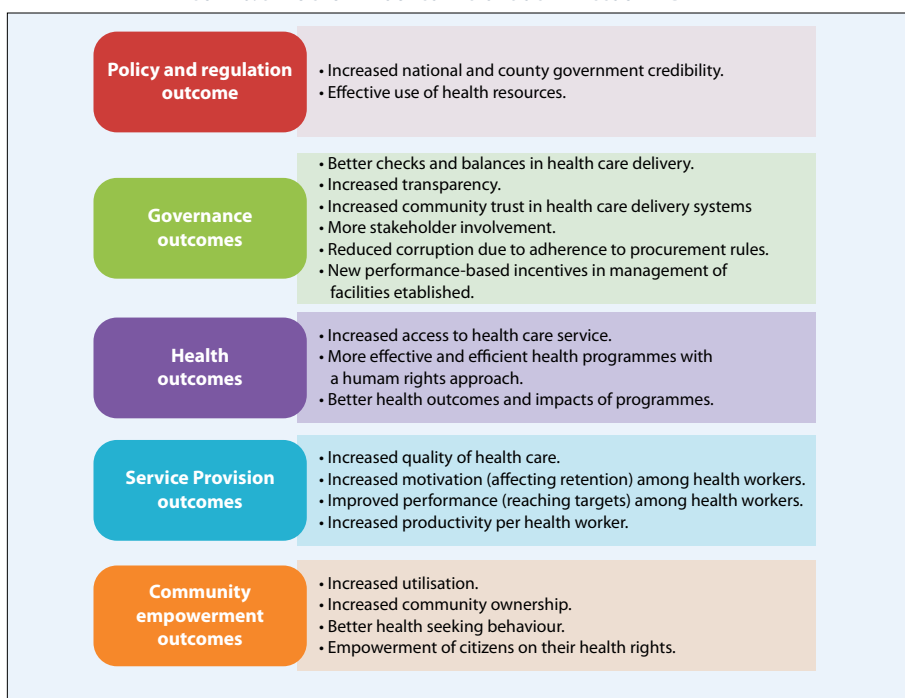 Policy and regulation
outcome
• Increased national and county government credibility.
• Effective use of health resources.
Governance
outcomes
• Better checks and balances in health care delivery.
• Increased transparency.
• Increased community trust in health care delivery systems
• More stakeholder involvement.
• Reduced corruption due to adherence to procurement rules.
• New performance-based incentives in management of
facilities etablished.
Health
outcomes
• Increased access to health care service.
• More effective and efficient health programmes with
a humam rights approach.
• Better health outcomes and impacts of programmes.
Service Provision
outcomes
• Increased quality of health care.
• Increased motivation (affecting retention) among health workers.
• Improved performance (reaching targets) among health workers.
• Increased productivity per health worker.
Community
empowerment
outcomes
• Increased utilisation.
• Increased community ownership.
• Better health seeking behaviour.
• Empowerment of citizens on their health rights.